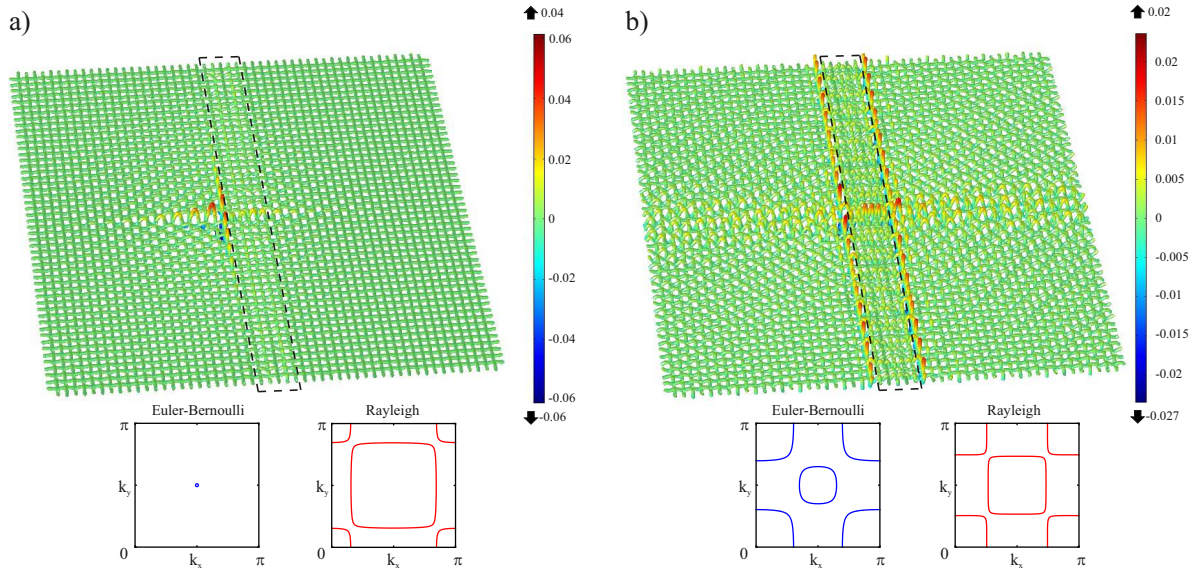 a)
0.04
0.06
0.04
0.02
0
-0.02
-0.04
-0.06
-0.06
Euler-Bernoulli
Rayleigh
π
k_y
0
k_x
π
π
k_y
0
k_x
π
b)
0.02
0.02
0.015
0.01
0.005
0
-0.005
-0.01
-0.015
-0.02
-0.027
Euler-Bernoulli
Rayleigh
π
k_y
0
k_x
π
π
k_y
0
k_x
π